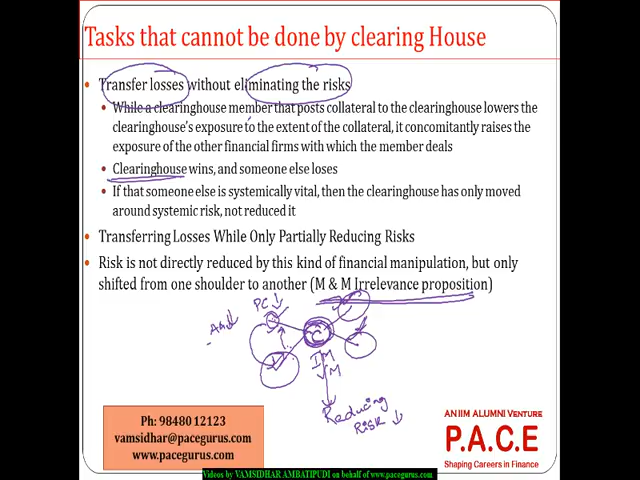 Tasks that cannot be done by clearing House
Transfer losses without eliminating the risks
While a clearinghouse member that posts collateral to the clearinghouse lowers the
clearinghouse's exposure to the extent of the collateral, it concomitantly raises the
exposure of the other financial firms with which the member deals
Clearinghouse wins, and someone else loses
If that someone else is systemically vital, then the clearinghouse has only moved
around systemic risk, not reduced it
Transferring Losses While Only Partially Reducing Risks
Risk is not directly reduced by this kind of financial manipulation, but only
shifted from one shoulder to another (M & M Irrelevance proposition)
PC↓
C
IM
VM
Reducing
Risk ↓
Ph: 98480 12123
vamsidhar@pacegurus.com
www.pacegurus.com
AN IIM ALUMNI VENTURE
P.A.C.E
Shaping Careers in Finance
Videos by VAMSIDHAR AMBATIPUDI on behalf of www.pacegurus.com